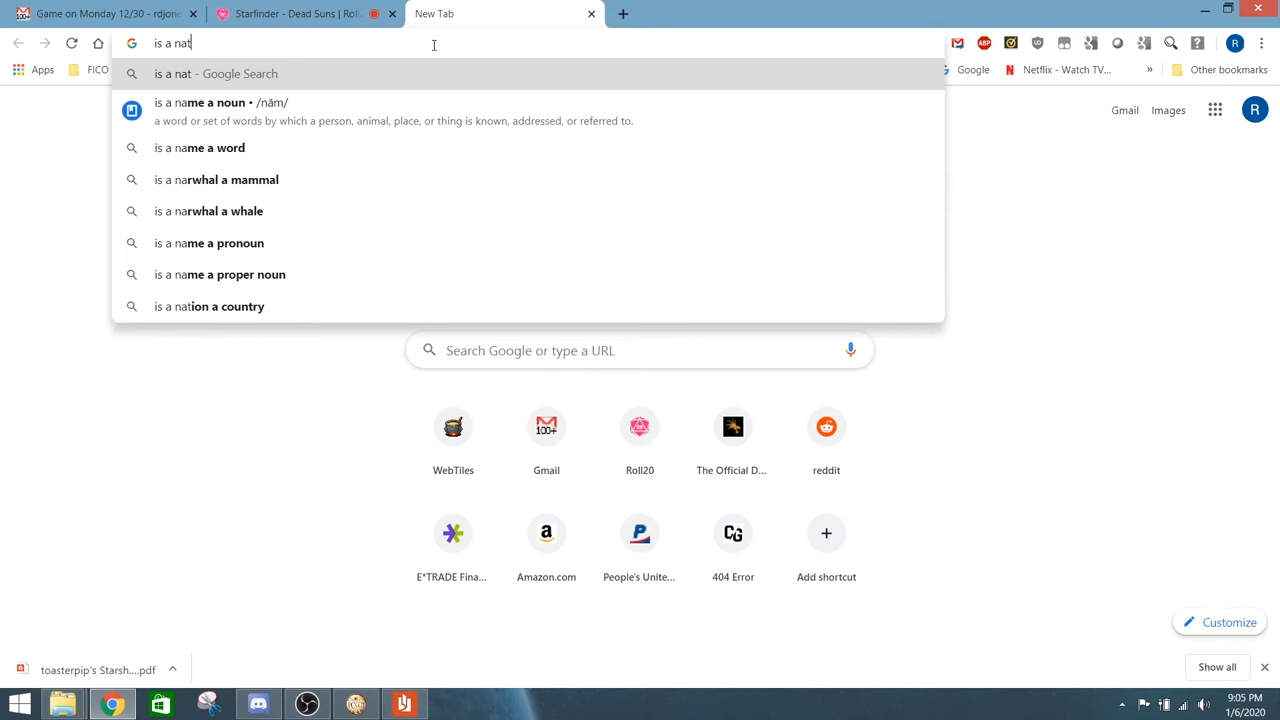 Game on Monday 12/30 - rdjone
Starfinder - Dead Suns | Roll
New Tab
is a nat
Apps
FICO
Google
Netflix - Watch TV...
»
Other bookmarks
is a nat - Google Search
is a name a noun • /nām/
a word or set of words by which a person, animal, place, or thing is known, addressed, or referred to.
is a name a word
is a narwhal a mammal
is a narwhal a whale
is a name a pronoun
is a name a proper noun
is a nation a country
Gmail
Images
R
Search Google or type a URL
WebTiles
Gmail
Roll20
The Official D...
reddit
E*TRADE Fina...
Amazon.com
People's Unite...
404 Error
Add shortcut
Customize
toasterpip's Starsh....pdf
Show all
9:05 PM
1/6/2020